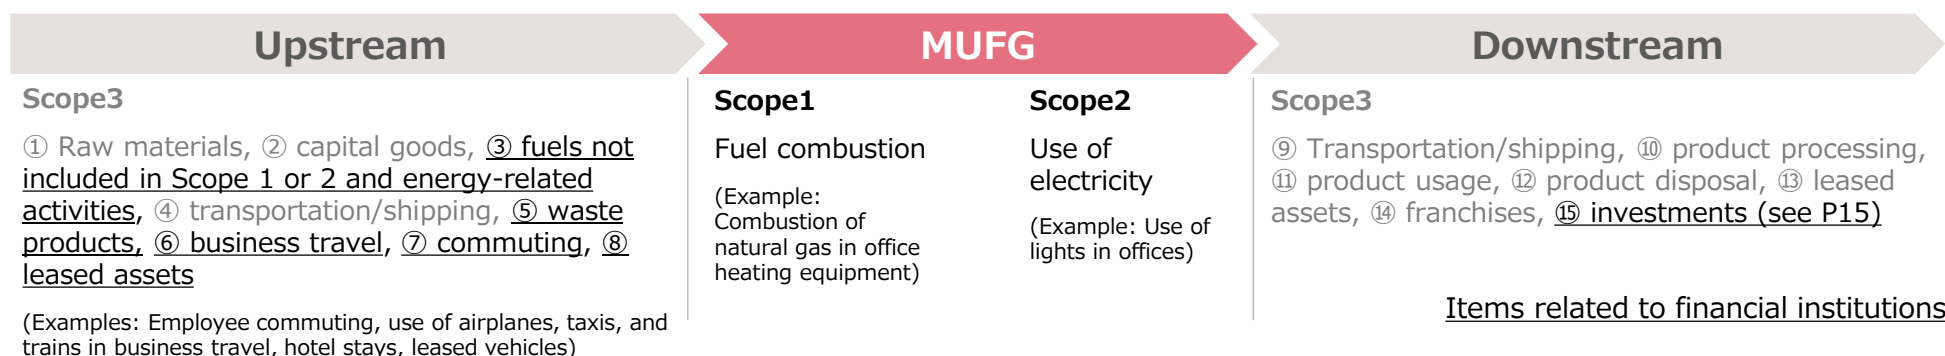 Upstream
MUFG
Downstream
Scope3
① Raw materials, ② capital goods, ③ fuels not
included in Scope 1 or 2 and energy-related
activities, ④ transportation/shipping, ⑤ waste
products, ⑥ business travel, ⑦ commuting, ⑧
leased assets
(Examples: Employee commuting, use of airplanes, taxis, and
trains in business travel, hotel stays, leased vehicles)
Scope1
Fuel combustion
(Example:
Combustion of
natural gas in office
heating equipment)
Scope2
Use of
electricity
(Example: Use of
lights in offices)
Scope3
⑨ Transportation/shipping, ⑩ product processing,
⑪ product usage, ⑫ product disposal, ⑬ leased
assets, ⑭ franchises, ⑮ investments (see P15)
Items related to financial institutions